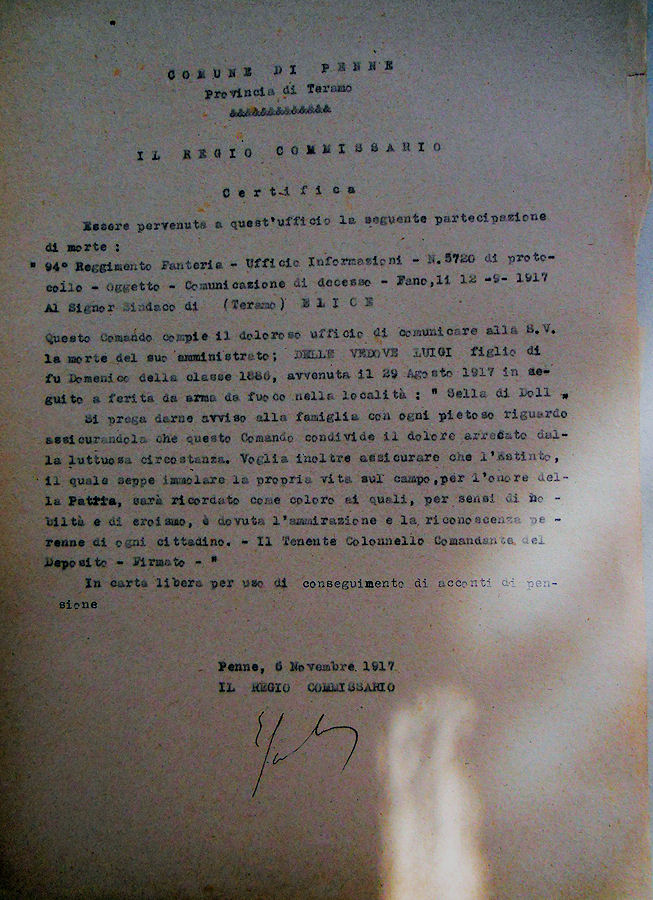 COMUNE DI PENNE
Provincia di Teramo
&&&&&&&&&&&&&
IL REGIO COMMISSARIO
Certifica
Essere pervenuta a quest'ufficio la seguente partecipazione
di morte :
" 94° Reggimento Fanteria - Ufficio Informazioni - N.5720 di proto-
collo - Oggetto - Comunicazione di decesso - Fano,li 12 -9- 1917
Al Signor Sindaco di (Teramo) ELICE
Questo Comando compie il doloroso ufficio di comunicare alla S.V.
la morte del suo amministrato; DELLE VEDOVE LUIGI figlio di
fu Domenico della classe 1886, avvenuta il 29 Agosto 1917 in se-
guito a ferita da arma da fuoco nella località : " Sella di Doll "
Si prega darne avviso alla famiglia con ogni pietoso riguardo
assicurandola che questo Comando condivide il dolore arrecato dal-
la luttuosa circostanza. Voglia inoltre assicurare che l'Estinto,
il quale seppe immolare la propria vita sul campo,per l'onore del-
la Patria, sarà ricordato come coloro ai quali, per sensi di no -
biltà e di eroismo, è dovuta l'ammirazione e la riconoscenza pe -
renne di ogni cittadino. - Il Tenente Colonnello Comandante del
Deposito - Firmato - "
In carta libera per uso di conseguimento di acconti di pen-
sione
Penne, 6 Novembre 1917
IL REGIO COMMISSARIO